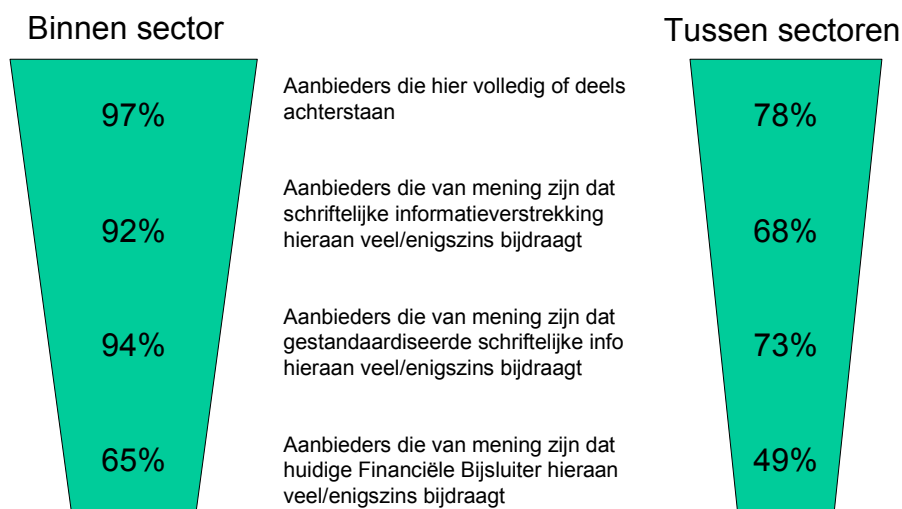 Binnen sector
Tussen sectoren
97%
Aanbieders die hier volledig of deels
achterstaan
78%
92%
Aanbieders die van mening zijn dat
schriftelijke informatieverstrekking
hieraan veel/enigszins bijdraagt
68%
94%
Aanbieders die van mening zijn dat
gestandaardiseerde schriftelijke info
hieraan veel/enigszins bijdraagt
73%
65%
Aanbieders die van mening zijn dat
huidige Financiële Bijsluiter hieraan
veel/enigszins bijdraagt
49%